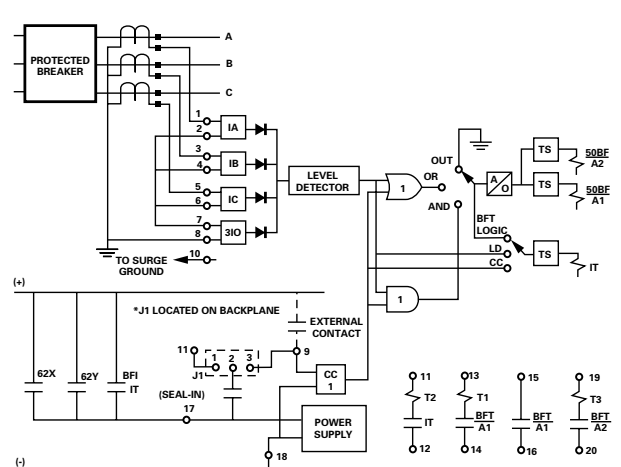 PROTECTED
BREAKER
A
B
C
1
2
IA
3
4
IB
5
6
IC
7
8
3IO
10
TO SURGE
GROUND
LEVEL
DETECTOR
1
OUT
OR
AND
A
O
TS
50BF
A2
TS
50BF
A1
BFT
LOGIC
LD
CC
TS
IT
1
(+)
*J1 LOCATED ON BACKPLANE
EXTERNAL
CONTACT
11
1 2 3
J1
9
CC
1
62X
62Y
BFI
IT
(SEAL-IN)
17
POWER
SUPPLY
18
(-)
11
T2
IT
12
13
T1
BFT
A1
14
15
BFT
A1
16
19
T3
BFT
A2
20